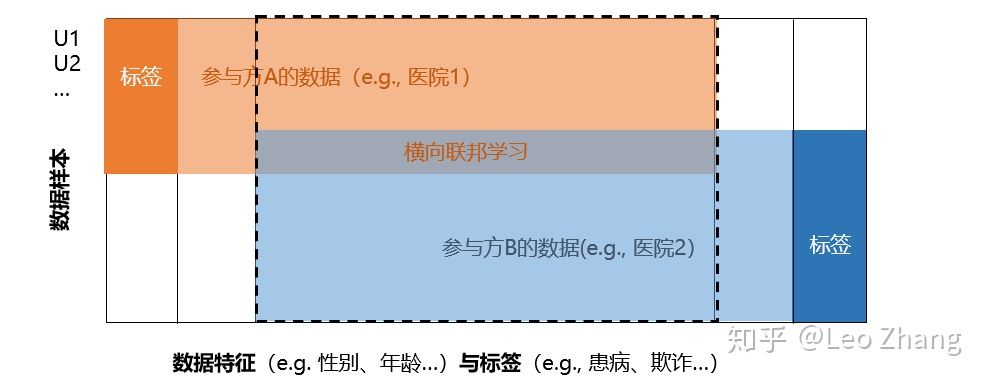 U1
U2
...
标签
参与方A的数据（e.g., 医院1）
横向联邦学习
数据样本
参与方B的数据(e.g., 医院2）
标签
知乎 @Leo Zhang
数据特征（e.g. 性别、年龄...）与标签（e.g., 患病、欺诈...）